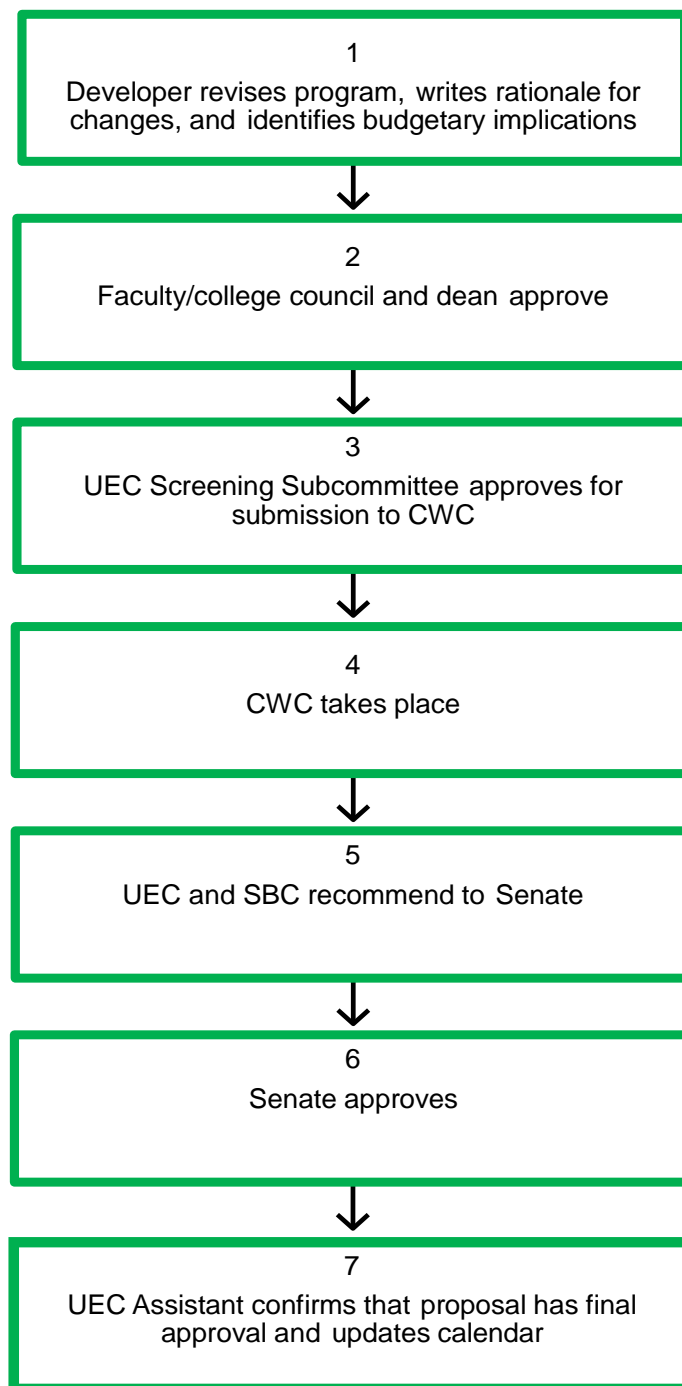 1
Developer revises program, writes rationale for
changes, and identifies budgetary implications
2
Faculty/college council and dean approve
3
UEC Screening Subcommittee approves for
submission to CWC
4
CWC takes place
5
UEC and SBC recommend to Senate
6
Senate approves
7
UEC Assistant confirms that proposal has final
approval and updates calendar